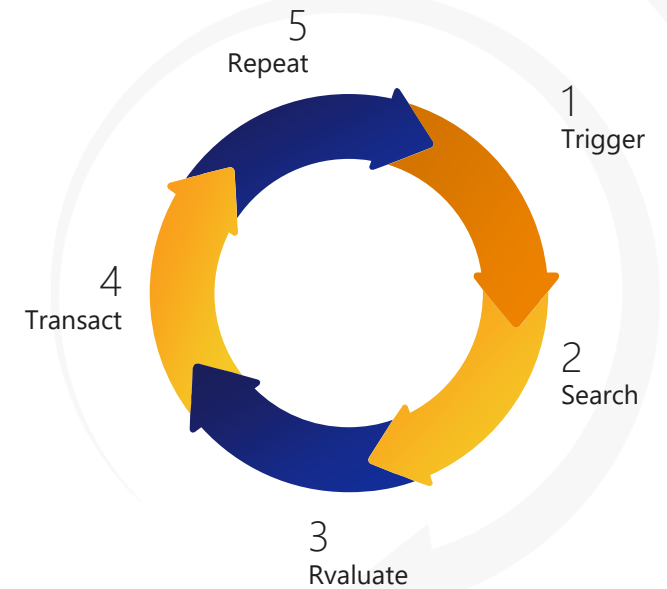 5
Repeat
1
Trigger
4
Transact
2
Search
3
Rvaluate